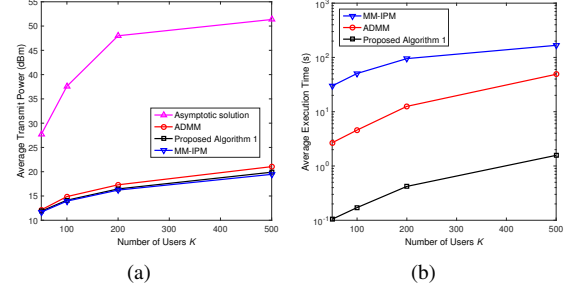 55
50
45
40
35
30
25
20
15
10
Average Transmit Power (dBm)
Asymptotic solution
ADMM
Proposed Algorithm 1
MM-IPM
100 200 300 400 500
Number of Users K
(a)
10^3
10^2
10^1
10^0
10^-1
Average Execution Time (s)
MM-IPM
ADMM
Proposed Algorithm 1
100 200 300 400 500
Number of Users K
(b)